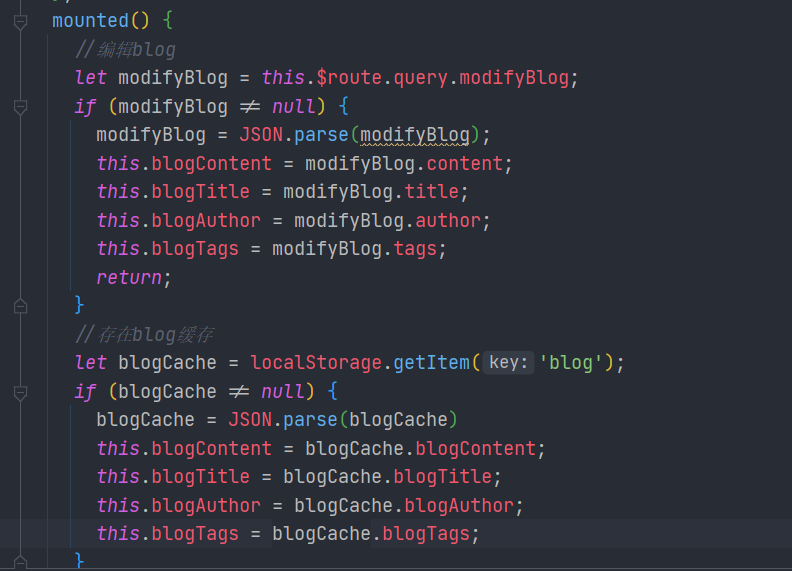 mounted() {
//编辑blog
let modifyBlog = this.$route.query.modifyBlog;
if (modifyBlog != null) {
modifyBlog = JSON.parse(modifyBlog);
this.blogContent = modifyBlog.content;
this.blogTitle = modifyBlog.title;
this.blogAuthor = modifyBlog.author;
this.blogTags = modifyBlog.tags;
return;
}
//存在blog缓存
let blogCache = localStorage.getItem( key: 'blog');
if (blogCache != null) {
blogCache = JSON.parse(blogCache)
this.blogContent = blogCache.blogContent;
this.blogTitle = blogCache.blogTitle;
this.blogAuthor = blogCache.blogAuthor;
this.blogTags = blogCache.blogTags;
}